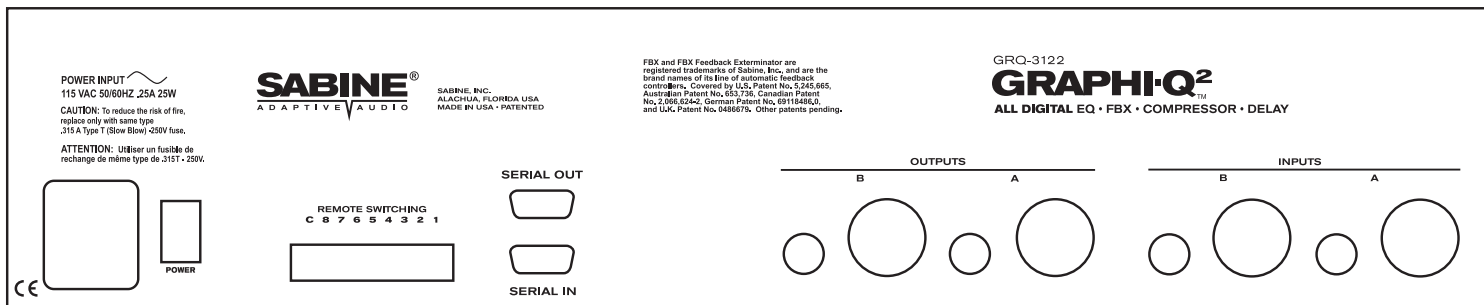 POWER INPUT
115 VAC 50/60HZ .25A 25W
CAUTION: To reduce the risk of fire,
replace only with same type
.315 A Type T (Slow Blow) -250V fuse.
ATTENTION: Utiliser un fusible de
rechange de même type de .315T - 250V.
POWER
CE
SABINE®
ADAPTIVE AUDIO
SABINE, INC.
ALACHUA, FLORIDA USA
MADE IN USA • PATENTED
REMOTE SWITCHING
C 8 7 6 5 4 3 2 1
SERIAL OUT
SERIAL IN
FBX and FBX Feedback Exterminator are
registered trademarks of Sabine, Inc., and are the
brand names of its line of automatic feedback
controllers. Covered by U.S. Patent No. 5,245,665,
Australian Patent No. 653,736, Canadian Patent
No. 2,066,624-2, German Patent No. 69118486.0,
and U.K. Patent No. 0486679. Other patents pending.
GRQ-3122
GRAPHI•Q²™
ALL DIGITAL EQ • FBX • COMPRESSOR • DELAY
OUTPUTS
B A
INPUTS
B A